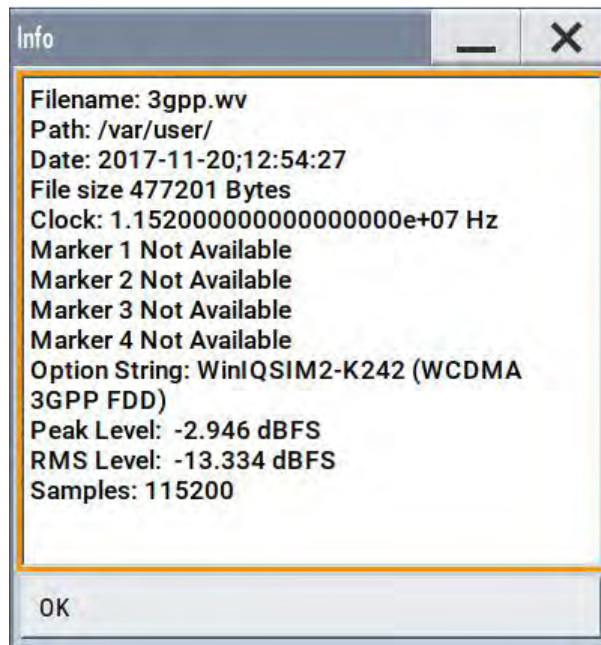 Info
Filename: 3gpp.wv
Path: /var/user/
Date: 2017-11-20;12:54:27
File size 477201 Bytes
Clock: 1.152000000000000000e+07 Hz
Marker 1 Not Available
Marker 2 Not Available
Marker 3 Not Available
Marker 4 Not Available
Option String: WinIQSIM2-K242 (WCDMA
3GPP FDD)
Peak Level: -2.946 dBFS
RMS Level: -13.334 dBFS
Samples: 115200
OK